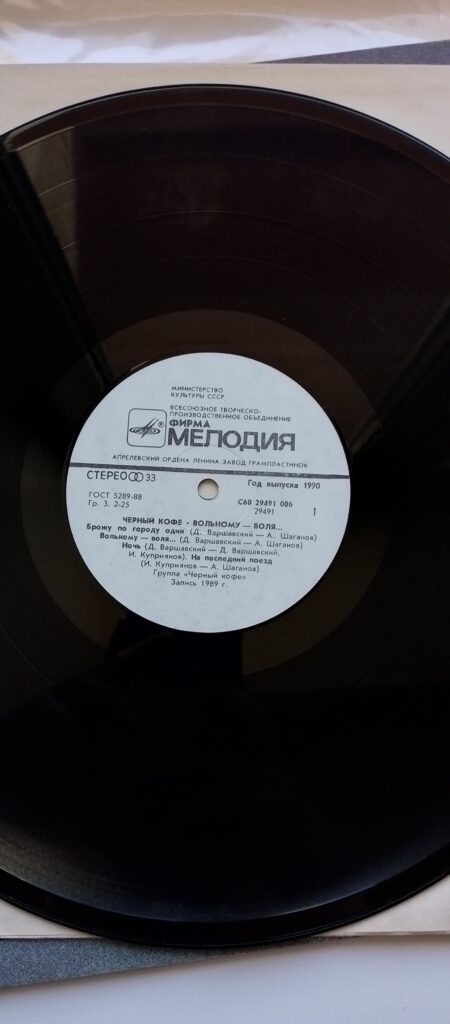 МИНИСТЕРСТВО
КУЛЬТУРЫ СССР
ВСЕСОЮЗНОЕ ТВОРЧЕСКО-
ПРОИЗВОДСТВЕННОЕ ОБЪЕДИНЕНИЕ
ФИРМА
®
МЕЛОДИЯ
АПРЕЛЕВСКИЙ ОРДЕНА ЛЕНИНА ЗАВОД ГРАМПЛАСТИНОК
СТЕРЕО 33
Год выпуска 1990
ГОСТ 5289-88
С60 29491 006
Гр. 3. 2-25
29491
1
ЧЕРНЫЙ КОФЕ · ВОЛЬНОМУ — ВОЛЯ...
Брожу по городу один (Д. Варшавский — А. Шаганов)
Вольному — воля... (Д. Варшавский — А. Шаганов)
Ночь (Д. Варшавский — Д. Варшавский,
И. Куприянов). На последний поезд
(И. Куприянов — А. Шаганов)
Группа «Черный кофе»
Запись 1989 г.